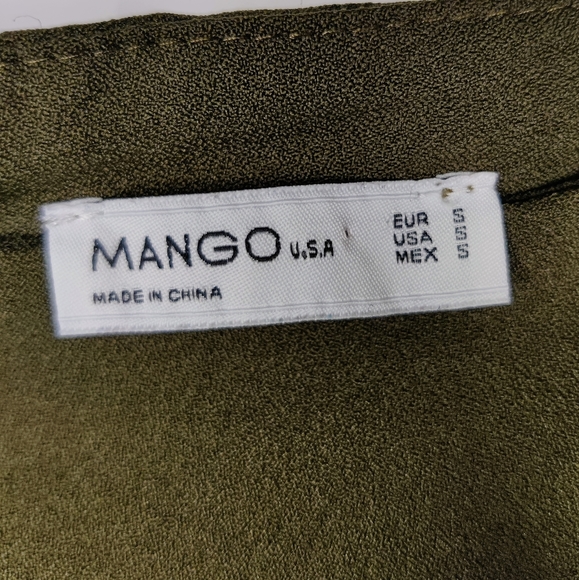 MANGO U.S.A
MADE IN CHINA
EUR S
USA S
MEX S